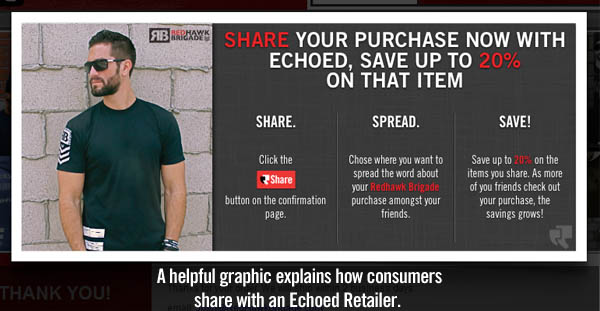 RB REDHAWK
BRIGADE
SHARE YOUR PURCHASE NOW WITH
ECHOED, SAVE UP TO 20%
ON THAT ITEM
SHARE.
Click the
Share
button on the confirmation
page.
SPREAD.
Chose where you want to
spread the word about
your Redhawk Brigade
purchase amongst your
friends.
SAVE!
Save up to 20% on the
items you share. As more
of you friends check out
your purchase, the
savings grows!
A helpful graphic explains how consumers
share with an Echoed Retailer.
THANK YOU!